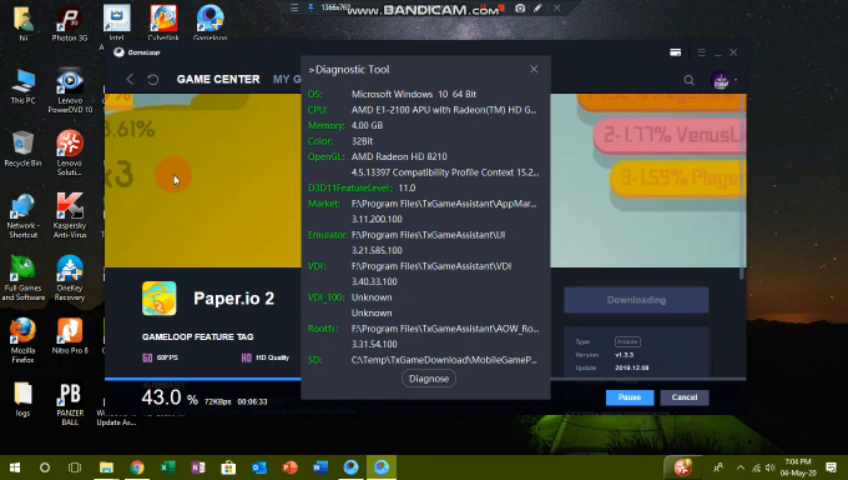 1366x768
www.BANDICAM.com
hii
Photon 3G
Intel
Cyberlink
Gameloop
GameLoop
This PC
Lenovo
PowerDVD 10
Recycle Bin
Lenovo
Solution
Network -
Shortcut
Kaspersky
Anti-Virus
Full Games
and Software
OneKey
Recovery
Mozilla
Firefox
Nitro Pro 8
logs
PANZER
BALL
Update As...
GAME CENTER
MY G
3.61%
x3
>Diagnostic Tool
OS: Microsoft Windows 10 64 Bit
CPU: AMD E1-2100 APU with Radeon(TM) HD G...
Memory: 4.00 GB
Color: 32Bit
OpenGL: AMD Radeon HD 8210
4.5.13397 Compatibility Profile Context 15.2...
D3D11FeatureLevel: 11.0
Market: F:\Program Files\TxGameAssistant\AppMar...
3.11.200.100
Emulator: F:\Program Files\TxGameAssistant\UI
3.21.585.100
VDI: F:\Program Files\TxGameAssistant\VDI
3.40.33.100
VDI_100: Unknown
Unknown
Rootfs: F:\Program Files\TxGameAssistant\AOW_Ro...
3.31.54.100
SD: C:\Temp\TxGameDownload\MobileGameP...
Diagnose
2-1.77% VenusLi
3-1.59% Player
Paper.io 2
Downloading
GAMELOOP FEATURE TAG
60 60FPS
HD HD Quality
Type: Arcade
Version v1.3.3
Update 2019.12.08
43.0 % 72KBps 00:06:33
Pause
Cancel
7:04 PM
04-May-20